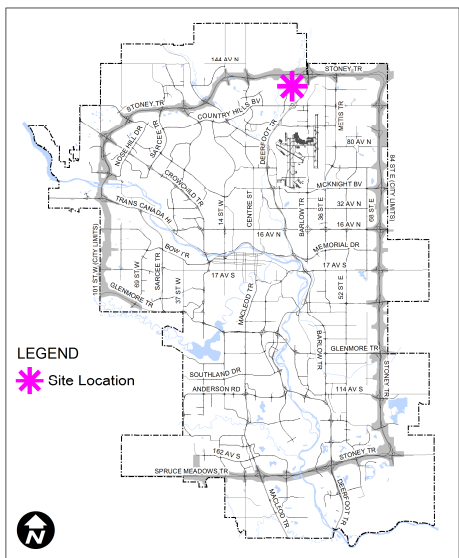 144 AV N
STONEY TR
STONEY TR
COUNTRY HILLS BV
NOSE HILL DR
SARCEE TR
DEERFOOT TR
METIS TR
80 AV N
CROWCHILD TR
MCKNIGHT BV
TRANS CANADA HI
14 ST W
CENTRE ST
BARLOW TR
36 ST E
32 AV N
68 ST E
84 ST E (CITY LIMITS)
16 AV N
16 AV N
MEMORIAL DR
BOW TR
17 AV S
17 AV S
101 ST W (CITY LIMITS)
69 ST W
SARCEE TR
37 ST W
GLENMORE TR
MACLEOD TR
52 ST E
BARLOW TR
GLENMORE TR
STONEY TR
LEGEND
Site Location
SOUTHLAND DR
ANDERSON RD
114 AV S
162 AV S
STONEY TR
SPRUCE MEADOWS TR
MACLEOD TR
DEERFOOT TR
N